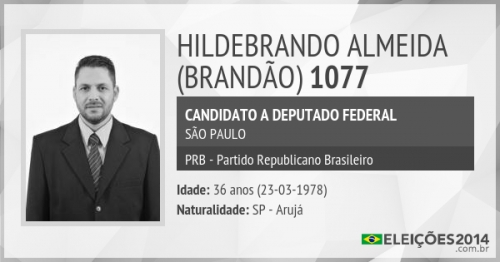 HILDEBRANDO ALMEIDA
(BRANDÃO) 1077
CANDIDATO A DEPUTADO FEDERAL
SÃO PAULO
PRB - Partido Republicano Brasileiro
Idade: 36 anos (23-03-1978)
Naturalidade: SP - Arujá
ELEIÇÕES2014
.com.br